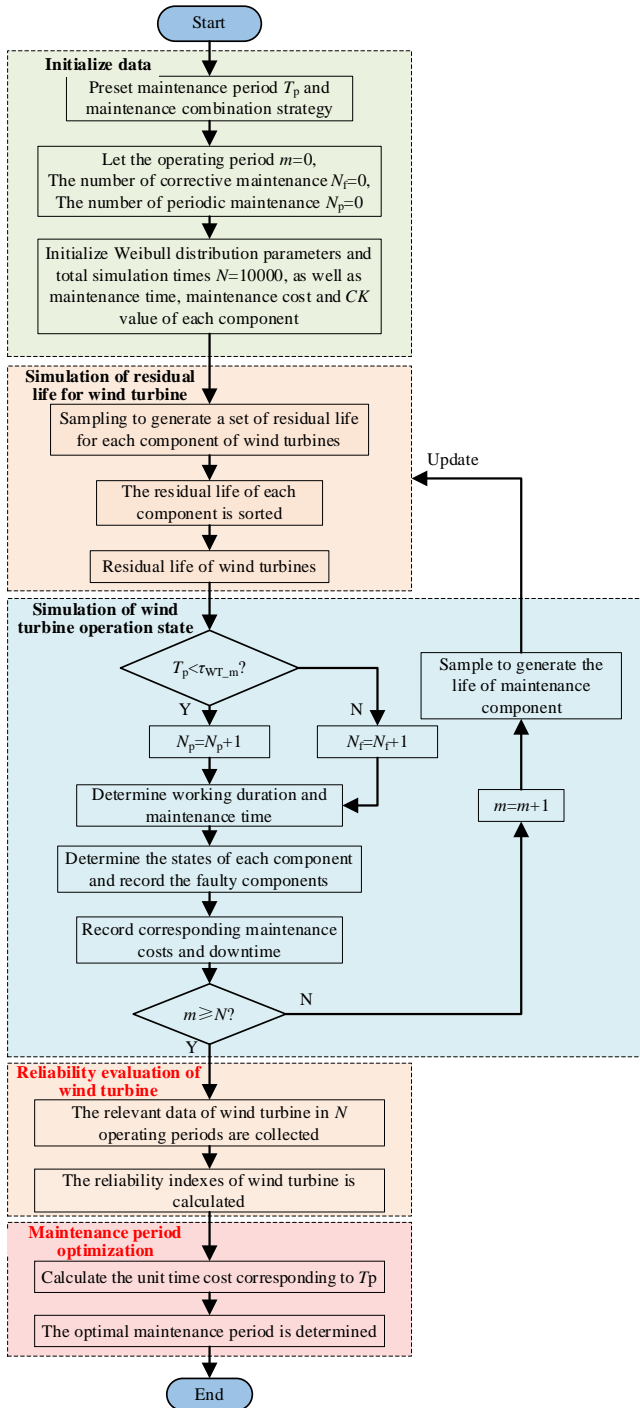 Start
Initialize data
Preset maintenance period Tp and
maintenance combination strategy
Let the operating period m=0,
The number of corrective maintenance Nf=0,
The number of periodic maintenance Np=0
Initialize Weibull distribution parameters and
total simulation times N=10000, as well as
maintenance time, maintenance cost and CK
value of each component
Simulation of residual
life for wind turbine
Sampling to generate a set of residual life
for each component of wind turbines
The residual life of each
component is sorted
Residual life of wind turbines
Update
Simulation of wind
turbine operation state
Tp<τWT_m?
Y
N
Np=Np+1
Nf=Nf+1
Determine working duration and
maintenance time
Determine the states of each component
and record the faulty components
Record corresponding maintenance
costs and downtime
m≥N?
N
Y
m=m+1
Sample to generate the
life of maintenance
component
Reliability evaluation of
wind turbine
The relevant data of wind turbine in N
operating periods are collected
The reliability indexes of wind turbine is
calculated
Maintenance period
optimization
Calculate the unit time cost corresponding to Tp
The optimal maintenance period is determined
End